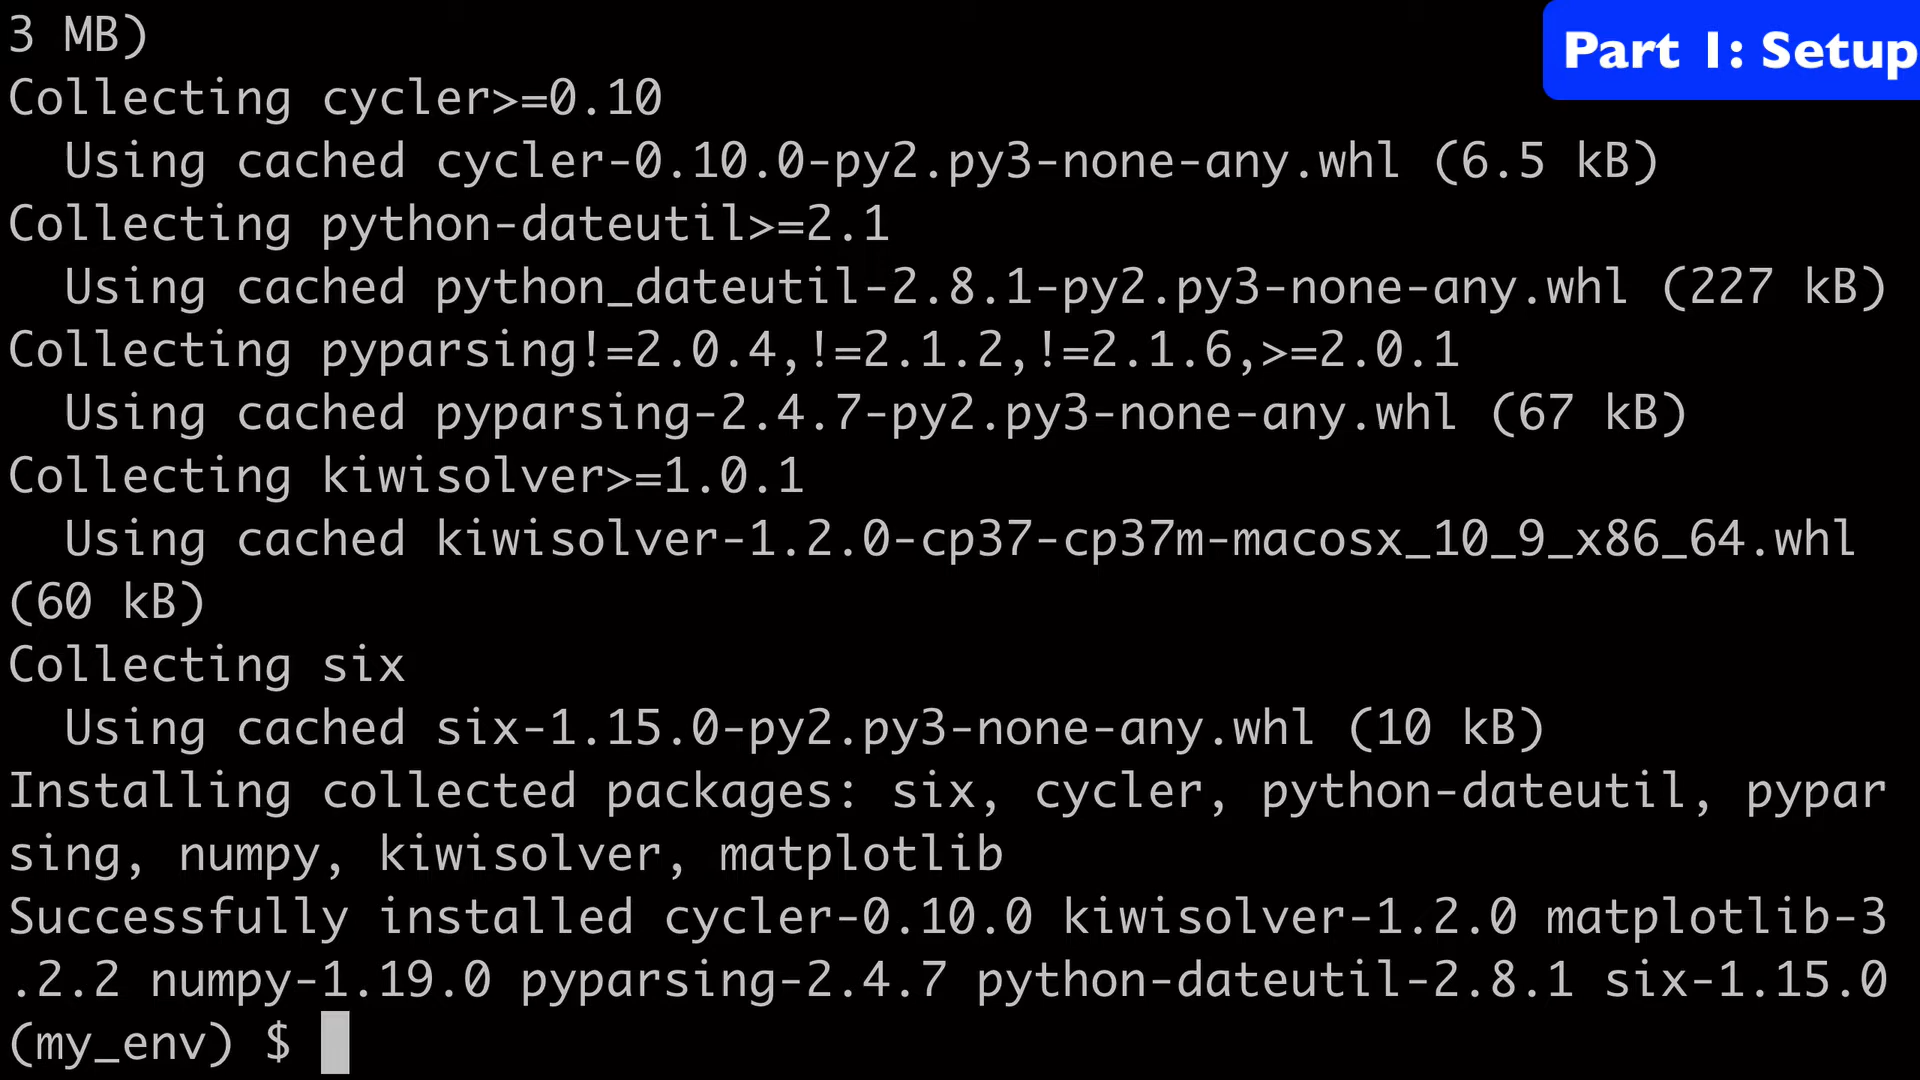 3 MB)
Part 1: Setup
Collecting cycler>=0.10
  Using cached cycler-0.10.0-py2.py3-none-any.whl (6.5 kB)
Collecting python-dateutil>=2.1
  Using cached python_dateutil-2.8.1-py2.py3-none-any.whl (227 kB)
Collecting pyparsing!=2.0.4,!=2.1.2,!=2.1.6,>=2.0.1
  Using cached pyparsing-2.4.7-py2.py3-none-any.whl (67 kB)
Collecting kiwisolver>=1.0.1
  Using cached kiwisolver-1.2.0-cp37-cp37m-macosx_10_9_x86_64.whl
(60 kB)
Collecting six
  Using cached six-1.15.0-py2.py3-none-any.whl (10 kB)
Installing collected packages: six, cycler, python-dateutil, pypar
sing, numpy, kiwisolver, matplotlib
Successfully installed cycler-0.10.0 kiwisolver-1.2.0 matplotlib-3
.2.2 numpy-1.19.0 pyparsing-2.4.7 python-dateutil-2.8.1 six-1.15.0
(my_env) $